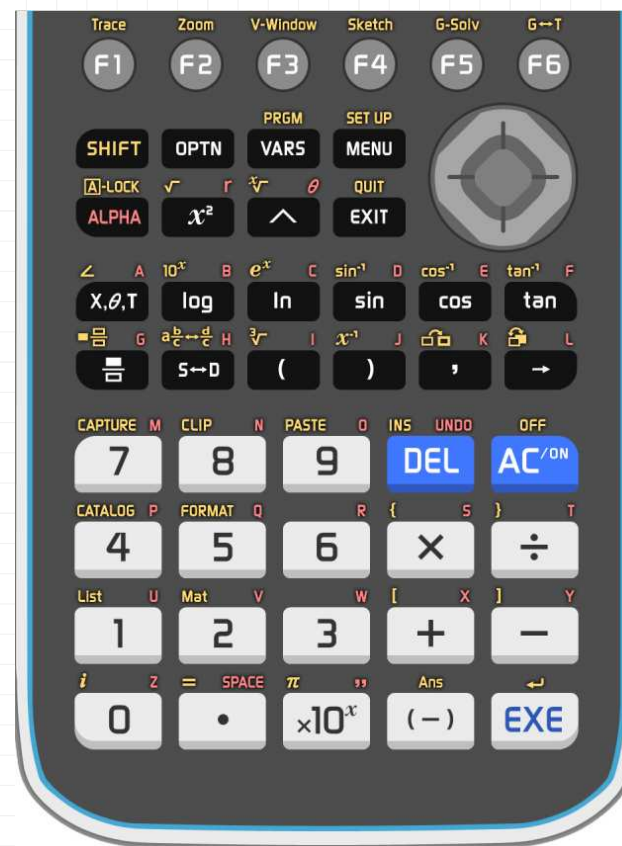 Trace Zoom V-Window Sketch G-Solv G↔T
F1 F2 F3 F4 F5 F6
PRGM SET UP
SHIFT OPTN VARS MENU
A-LOCK √ r ˣ√ θ QUIT
ALPHA x² ^ EXIT
∠ A 10ˣ B eˣ C sin⁻¹ D cos⁻¹ E tan⁻¹ F
X,θ,T log ln sin cos tan
G a b/c↔d/c H ³√ I x⁻¹ J K L
S↔D ( ) , →
CAPTURE M CLIP N PASTE O INS UNDO OFF
7 8 9 DEL AC/ON
CATALOG P FORMAT Q R { S } T
4 5 6 × ÷
List U Mat V W [ X ] Y
1 2 3 + −
i Z = SPACE π " Ans ↵
0 • ×10ˣ (−) EXE